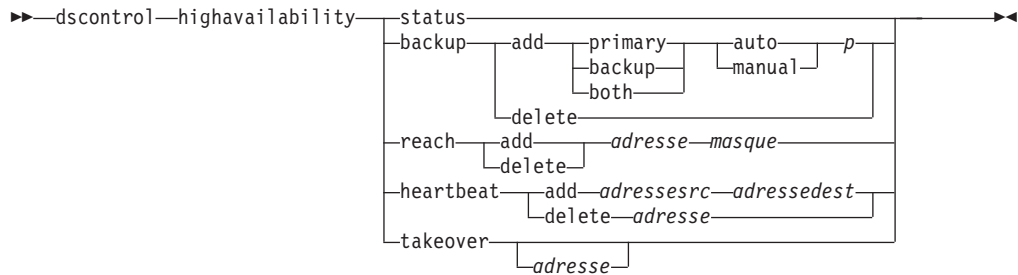 dscontrol highavailability status
backup add primary auto p
backup manual
both
delete
reach add adresse masque
delete
heartbeat add adressesrc adressedest
delete adresse
takeover
adresse